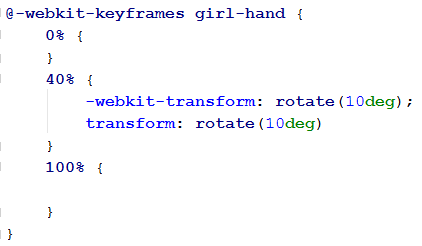 @-webkit-keyframes girl-hand {
0% {
}
40% {
-webkit-transform: rotate(10deg);
transform: rotate(10deg)
}
100% {
}
}